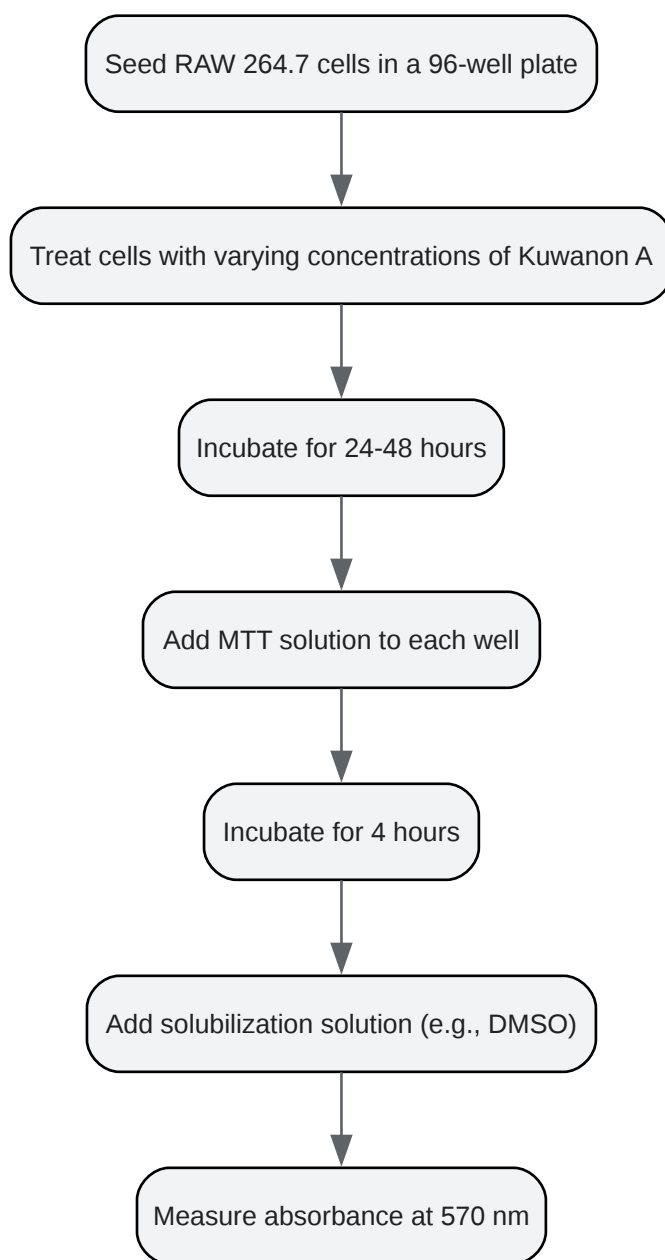 Seed RAW 264.7 cells in a 96-well plate
Treat cells with varying concentrations of Kuwanon A
Incubate for 24-48 hours
Add MTT solution to each well
Incubate for 4 hours
Add solubilization solution (e.g., DMSO)
Measure absorbance at 570 nm